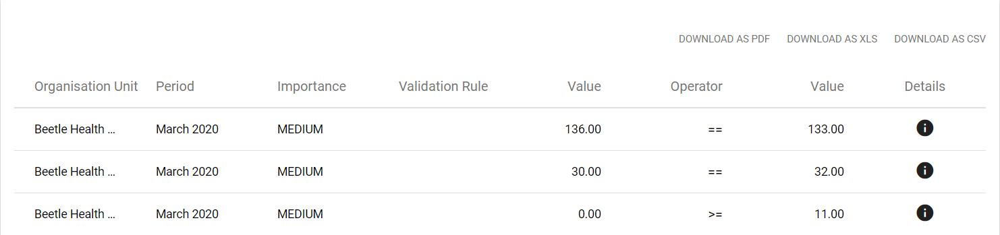 DOWNLOAD AS PDF DOWNLOAD AS XLS DOWNLOAD AS CSV
Organisation Unit Period Importance Validation Rule Value Operator Value Details
Beetle Health ... March 2020 MEDIUM 136.00 == 133.00
Beetle Health ... March 2020 MEDIUM 30.00 == 32.00
Beetle Health ... March 2020 MEDIUM 0.00 >= 11.00